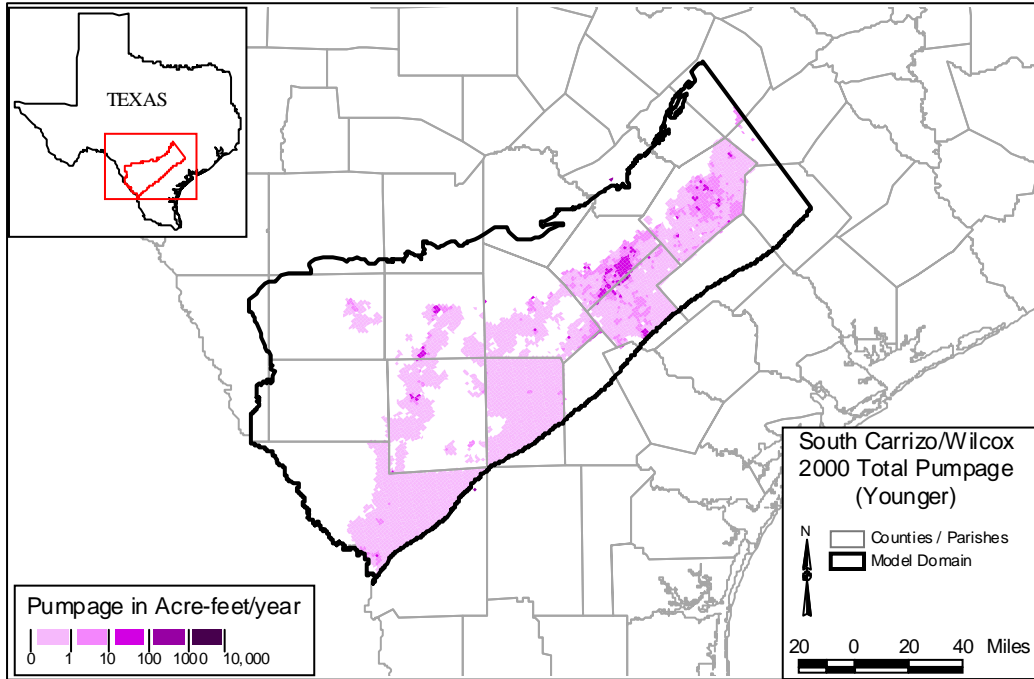 TEXAS
South Carrizo/Wilcox
2000 Total Pumpage
(Younger)
N
Counties / Parishes
Model Domain
20 0 20 40 Miles
Pumpage in Acre-feet/year
0 1 10 100 1000 10,000